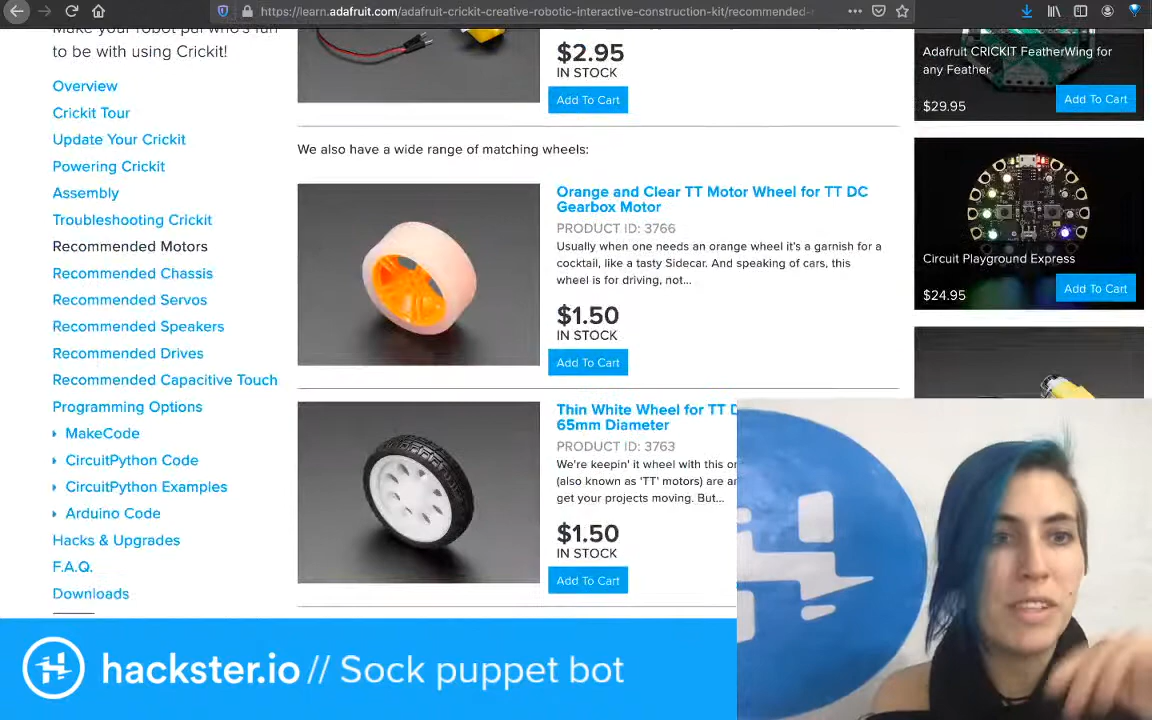 https://learn.adafruit.com/adafruit-crickit-creative-robotic-interactive-construction-kit/recommended-
to be with using Crickit!
Overview
Crickit Tour
Update Your Crickit
Powering Crickit
Assembly
Troubleshooting Crickit
Recommended Motors
Recommended Chassis
Recommended Servos
Recommended Speakers
Recommended Drives
Recommended Capacitive Touch
Programming Options
MakeCode
CircuitPython Code
CircuitPython Examples
Arduino Code
Hacks & Upgrades
F.A.Q.
Downloads
$2.95
IN STOCK
Add To Cart
We also have a wide range of matching wheels:
Orange and Clear TT Motor Wheel for TT DC
Gearbox Motor
PRODUCT ID: 3766
Usually when one needs an orange wheel it's a garnish for a
cocktail, like a tasty Sidecar. And speaking of cars, this
wheel is for driving, not...
$1.50
IN STOCK
Add To Cart
Thin White Wheel for TT D
65mm Diameter
PRODUCT ID: 3763
We're keepin' it wheel with this or
(also known as 'TT' motors) are an
get your projects moving. But...
$1.50
IN STOCK
Add To Cart
Adafruit CRICKIT FeatherWing for
any Feather
$29.95
Add To Cart
Circuit Playground Express
$24.95
Add To Cart
hackster.io // Sock puppet bot